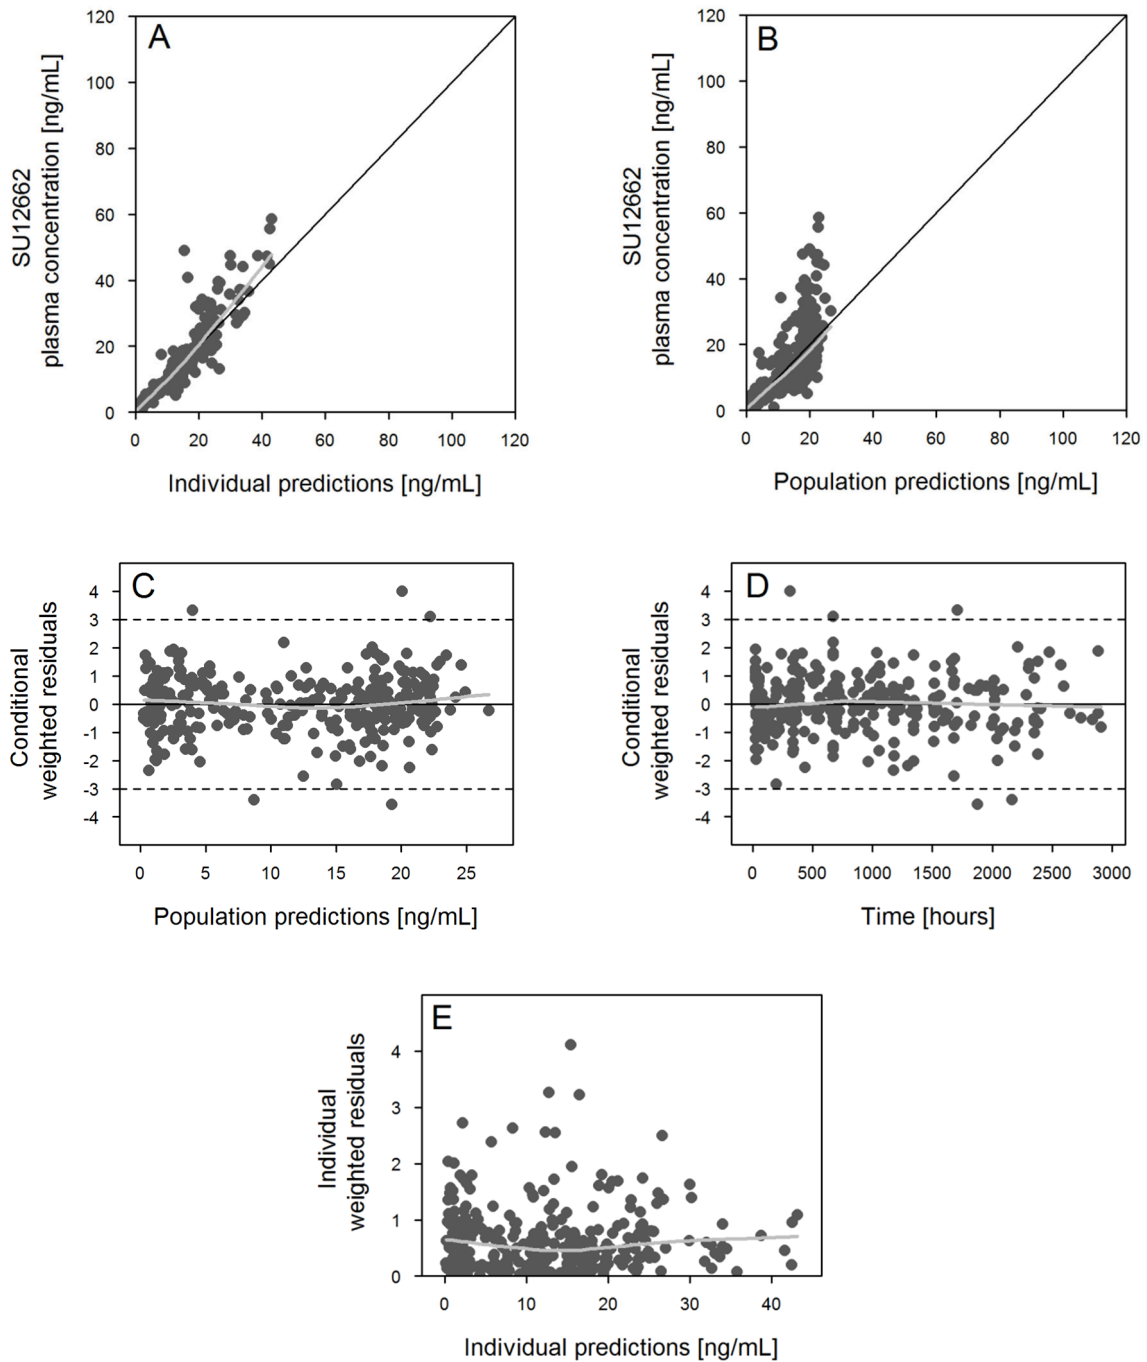 A
120
100
80
60
40
20
0
SU12662
plasma concentration [ng/mL]
0 20 40 60 80 100 120
Individual predictions [ng/mL]
B
120
100
80
60
40
20
0
SU12662
plasma concentration [ng/mL]
0 20 40 60 80 100 120
Population predictions [ng/mL]
C
4
3
2
1
0
-1
-2
-3
-4
Conditional
weighted residuals
0 5 10 15 20 25
Population predictions [ng/mL]
D
4
3
2
1
0
-1
-2
-3
-4
Conditional
weighted residuals
0 500 1000 1500 2000 2500 3000
Time [hours]
E
4
3
2
1
0
Individual
weighted residuals
0 10 20 30 40
Individual predictions [ng/mL]